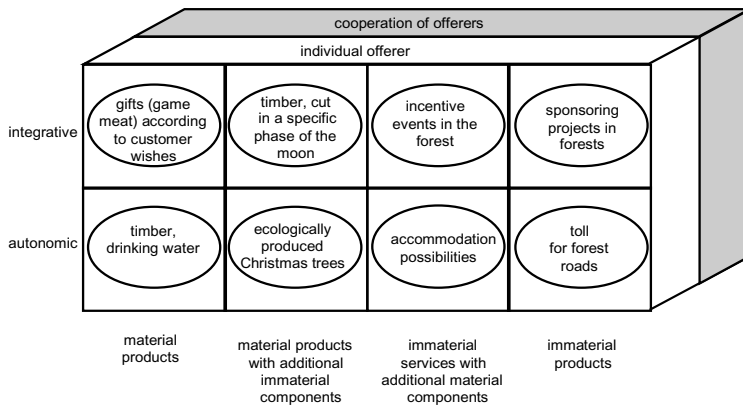 cooperation of offerers
individual offerer
integrative
gifts (game
meat) according
to customer
wishes
timber, cut
in a specific
phase of the
moon
incentive
events in the
forest
sponsoring
projects in
forests
autonomic
timber,
drinking water
ecologically
produced
Christmas trees
accommodation
possibilities
toll
for forest
roads
material
products
material products
with additional
immaterial
components
immaterial
services with
additional material
components
immaterial
products